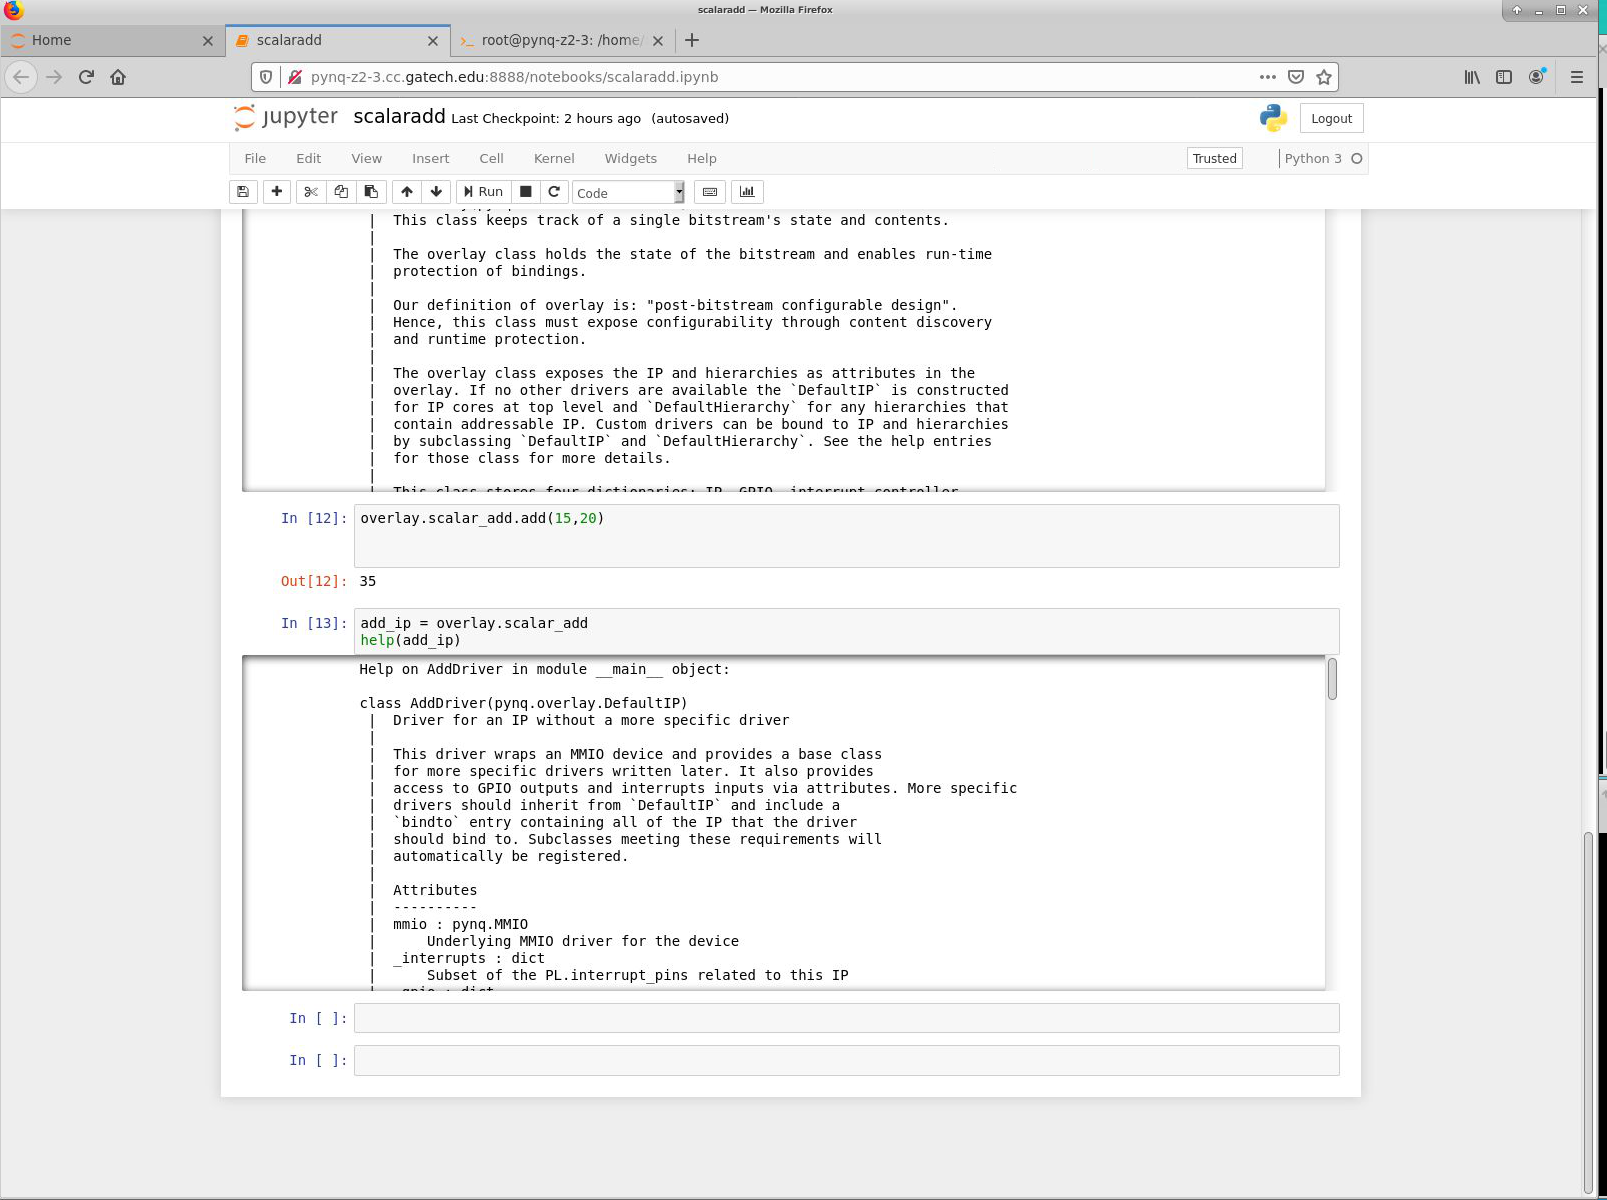 scalaradd — Mozilla Firefox
Home
scalaradd
root@pynq-z2-3: /home/
pynq-z2-3.cc.gatech.edu:8888/notebooks/scalaradd.ipynb
jupyter scalaradd Last Checkpoint: 2 hours ago (autosaved)
Logout
File Edit View Insert Cell Kernel Widgets Help
Trusted
Python 3
Run
Code
| This class keeps track of a single bitstream's state and contents.
|
| The overlay class holds the state of the bitstream and enables run-time
| protection of bindings.
|
| Our definition of overlay is: "post-bitstream configurable design".
| Hence, this class must expose configurability through content discovery
| and runtime protection.
|
| The overlay class exposes the IP and hierarchies as attributes in the
| overlay. If no other drivers are available the `DefaultIP` is constructed
| for IP cores at top level and `DefaultHierarchy` for any hierarchies that
| contain addressable IP. Custom drivers can be bound to IP and hierarchies
| by subclassing `DefaultIP` and `DefaultHierarchy`. See the help entries
| for those class for more details.
|
| This class stores four dictionaries: IP, GPIO, interrupt controller
In [12]: overlay.scalar_add.add(15,20)
Out[12]: 35
In [13]: add_ip = overlay.scalar_add
help(add_ip)
Help on AddDriver in module __main__ object:
class AddDriver(pynq.overlay.DefaultIP)
| Driver for an IP without a more specific driver
|
| This driver wraps an MMIO device and provides a base class
| for more specific drivers written later. It also provides
| access to GPIO outputs and interrupts inputs via attributes. More specific
| drivers should inherit from `DefaultIP` and include a
| `bindto` entry containing all of the IP that the driver
| should bind to. Subclasses meeting these requirements will
| automatically be registered.
|
| Attributes
| ----------
| mmio : pynq.MMIO
| Underlying MMIO driver for the device
| _interrupts : dict
| Subset of the PL.interrupt_pins related to this IP
| _gpio : dict
In [ ]:
In [ ]: